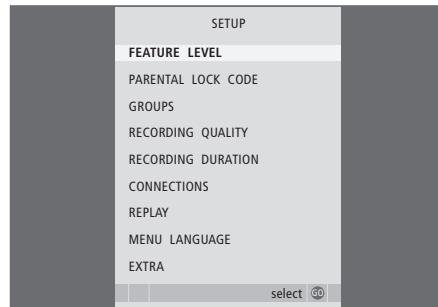 SETUP
FEATURE LEVEL
PARENTAL LOCK CODE
GROUPS
RECORDING QUALITY
RECORDING DURATION
CONNECTIONS
REPLAY
MENU LANGUAGE
EXTRA
select GO